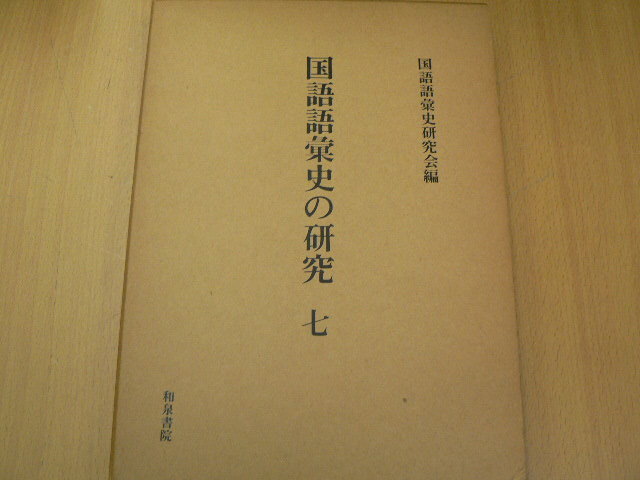 国語語彙史研究会編
国語語彙史の研究 七
和泉書院